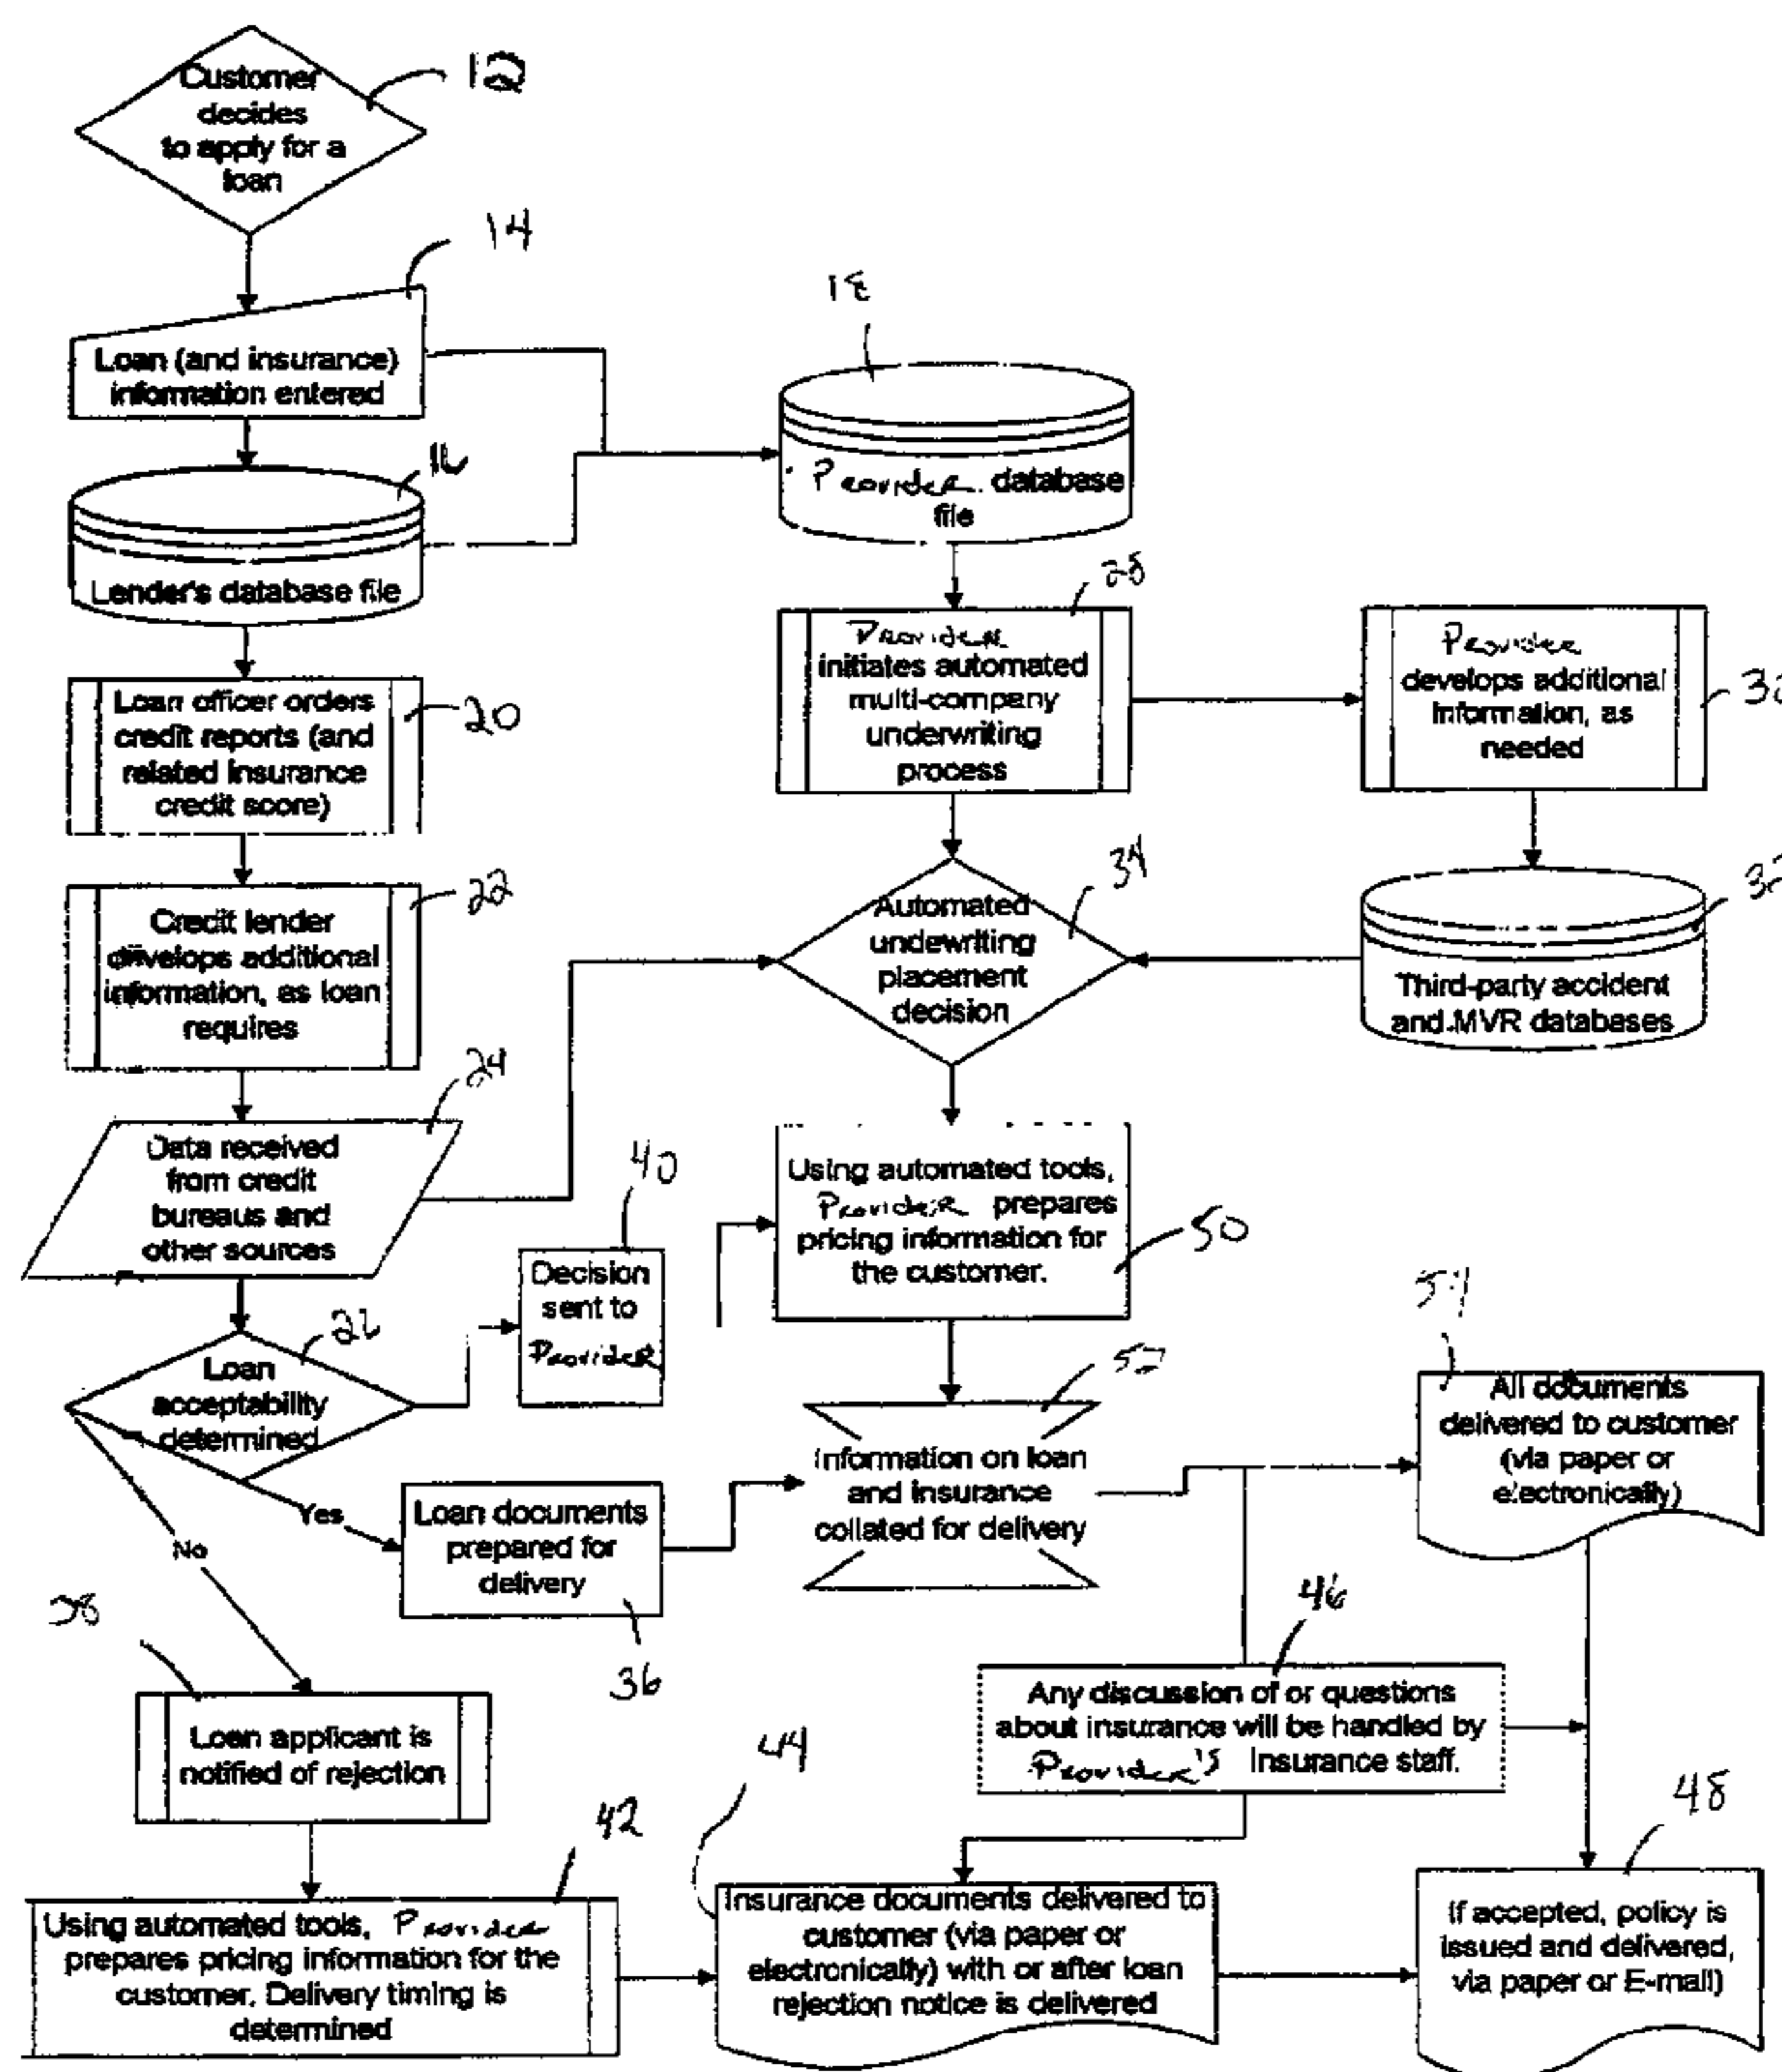 Customer
decides
to apply for a
loan
12
14
Loan (and insurance)
information entered
16
Lender's database file
18
Provider database
file
20
Loan officer orders
credit reports (and
related insurance
credit score)
28
Provider
initiates automated
multi-company
underwriting
process
Provider
develops additional
information, as
needed
22
Credit lender
develops additional
information, as loan
requires
34
Automated
undewriting
placement
decision
Third-party accident
and MVR databases
24
Data received
from credit
bureaus and
other sources
40
Decision
sent to
Provider
Using automated tools,
Provider prepares
pricing information for
the customer.
50
26
Loan
acceptability
determined
Yes
No
Loan documents
prepared for
delivery
36
52
Information on loan
and insurance
collated for delivery
54
All documents
delivered to customer
(via paper or
electronically)
38
Loan applicant is
notified of rejection
46
Any discussion of or questions
about insurance will be handled by
Provider's Insurance staff.
42
Using automated tools, Provider
prepares pricing information for the
customer. Delivery timing is
determined
44
Insurance documents delivered to
customer (via paper or
electronically) with or after loan
rejection notice is delivered
48
If accepted, policy is
issued and delivered,
via paper or E-mail)